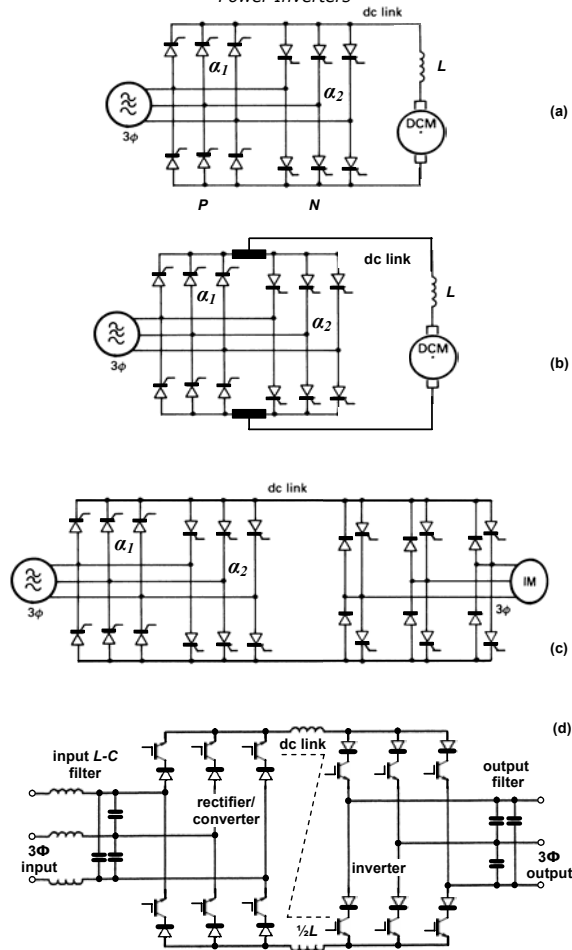 Power Inverters
dc link
α1
α2
L
DCM
3ϕ
(a)
P
N
dc link
α1
α2
L
DCM
3ϕ
(b)
dc link
α1
α2
IM
3ϕ
3ϕ
(c)
(d)
input L-C
filter
dc link
output
filter
rectifier/
converter
3Φ
input
inverter
3Φ
output
½L